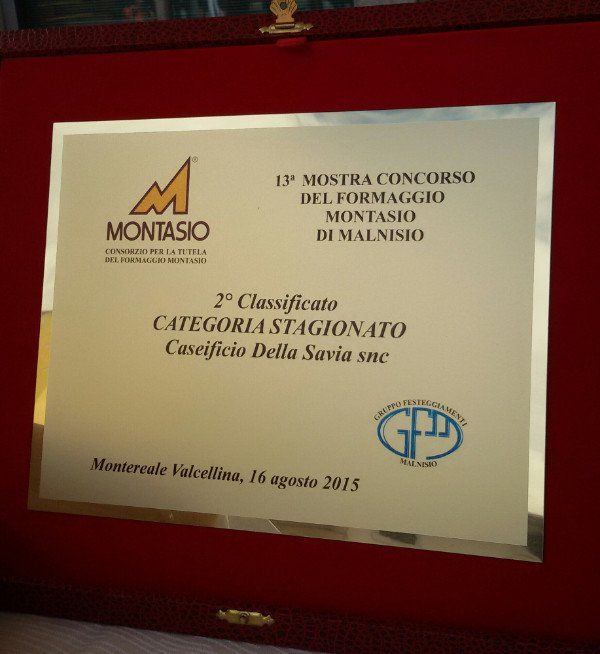 MONTASIO
®
CONSORZIO PER LA TUTELA
DEL FORMAGGIO MONTASIO
13ª MOSTRA CONCORSO
DEL FORMAGGIO
MONTASIO
DI MALNISIO
2° Classificato
CATEGORIA STAGIONATO
Caseificio Della Savia snc
GRUPPO FESTEGGIAMENTI
GFM
MALNISIO
Montereale Valcellina, 16 agosto 2015